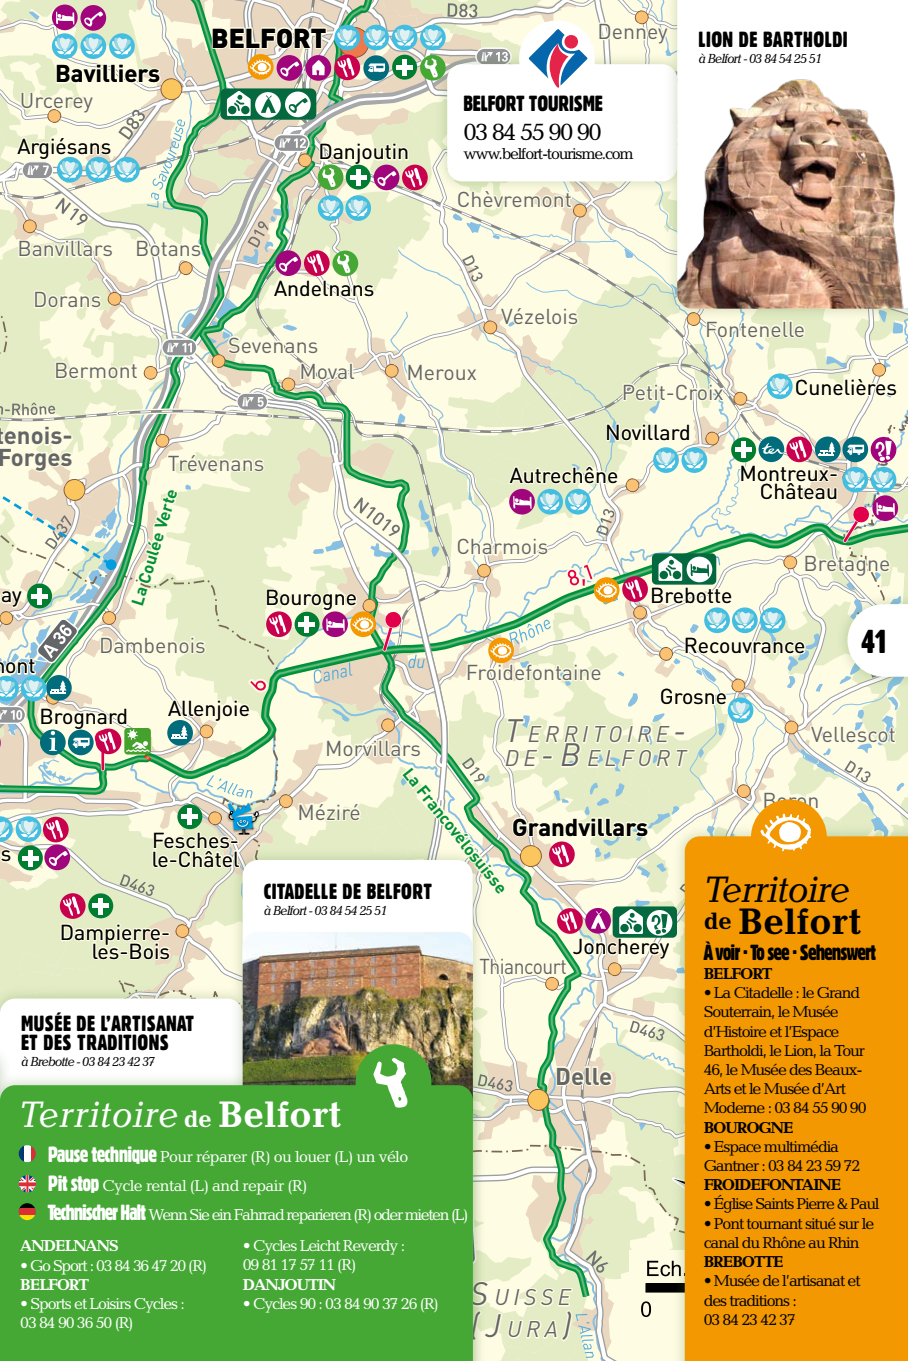 D83
Denney
BELFORT
13
Bavilliers
Urcerey
D83
La Savoureuse
Argiésans
7
12
Danjoutin
N19
D19
Banvillars
Botans
Chèvremont
D13
Andelnans
Dorans
Vézelois
Fontenelle
11
Sevenans
Bermont
Moval
Meroux
5
Petit-Croix
Cunelières
n-Rhône
tenois-
Forges
Novillard
ter
Trévenans
Autrechêne
Montreux-
Château
D437
La Coulée Verte
N1019
D13
Charmois
Bretagne
8,1
ay
Bourogne
Brebotte
A 36
Dambenois
Rhône
du
Canal
Recouvrance
Froidefontaine
mont
6
Grosne
10
Brognard
Allenjoie
Morvillars
TERRITOIRE-
DE-BELFORT
Vellescot
D19
D13
L'Allan
Méziré
Boron
La Francovélosuisse
Grandvillars
Fesches-
le-Châtel
s
D463
Dampierre-
les-Bois
Joncherey
Thiancourt
D463
D463
Delle
N6
Ech.
0
SUISSE
(JURA)
L'Allan
BELFORT TOURISME
03 84 55 90 90
www.belfort-tourisme.com
LION DE BARTHOLDI
à Belfort - 03 84 54 25 51
41
CITADELLE DE BELFORT
à Belfort - 03 84 54 25 51
MUSÉE DE L'ARTISANAT
ET DES TRADITIONS
à Brebotte - 03 84 23 42 37
Territoire de Belfort
Pause technique Pour réparer (R) ou louer (L) un vélo
Pit stop Cycle rental (L) and repair (R)
Technischer Halt Wenn Sie ein Fahrrad reparieren (R) oder mieten (L)
ANDELNANS
• Go Sport : 03 84 36 47 20 (R)
BELFORT
• Sports et Loisirs Cycles :
03 84 90 36 50 (R)
• Cycles Leicht Reverdy :
09 81 17 57 11 (R)
DANJOUTIN
• Cycles 90 : 03 84 90 37 26 (R)
Territoire
de Belfort
À voir · To see · Sehenswert
BELFORT
• La Citadelle : le Grand
Souterrain, le Musée
d'Histoire et l'Espace
Bartholdi, le Lion, la Tour
46, le Musée des Beaux-
Arts et le Musée d'Art
Moderne : 03 84 55 90 90
BOUROGNE
• Espace multimédia
Gantner : 03 84 23 59 72
FROIDEFONTAINE
• Église Saints Pierre & Paul
• Pont tournant situé sur le
canal du Rhône au Rhin
BREBOTTE
• Musée de l'artisanat et
des traditions :
03 84 23 42 37